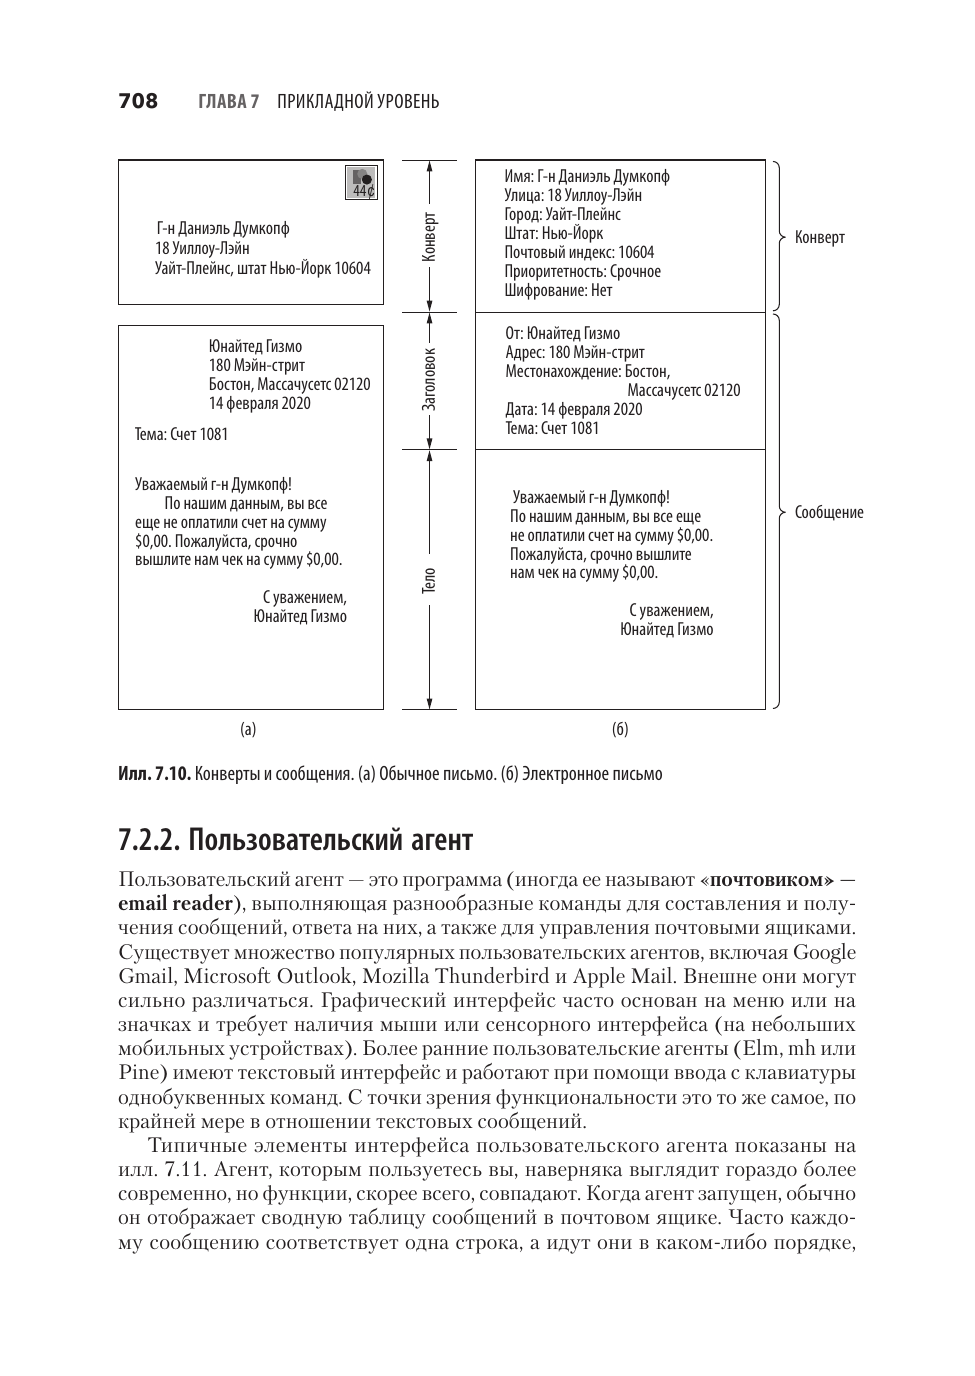 708 ГЛАВА 7 ПРИКЛАДНОЙ УРОВЕНЬ
44¢
Г-н Даниэль Думкопф
18 Уиллоу-Лэйн
Уайт-Плейнс, штат Нью-Йорк 10604
Юнайтед Гизмо
180 Мэйн-стрит
Бостон, Массачусетс 02120
14 февраля 2020
Тема: Счет 1081
Уважаемый г-н Думкопф!
По нашим данным, вы все
еще не оплатили счет на сумму
$0,00. Пожалуйста, срочно
вышлите нам чек на сумму $0,00.
С уважением,
Юнайтед Гизмо
(а)
Конверт
Заголовок
Тело
Имя: Г-н Даниэль Думкопф
Улица: 18 Уиллоу-Лэйн
Город: Уайт-Плейнс
Штат: Нью-Йорк
Почтовый индекс: 10604
Приоритетность: Срочное
Шифрование: Нет
От: Юнайтед Гизмо
Адрес: 180 Мэйн-стрит
Местонахождение: Бостон,
Массачусетс 02120
Дата: 14 февраля 2020
Тема: Счет 1081
Уважаемый г-н Думкопф!
По нашим данным, вы все еще
не оплатили счет на сумму $0,00.
Пожалуйста, срочно вышлите
нам чек на сумму $0,00.
С уважением,
Юнайтед Гизмо
(б)
Конверт
Сообщение
Илл. 7.10. Конверты и сообщения. (а) Обычное письмо. (б) Электронное письмо
7.2.2. Пользовательский агент
Пользовательский агент — это программа (иногда ее называют «почтовиком» —
email reader), выполняющая разнообразные команды для составления и полу-
чения сообщений, ответа на них, а также для управления почтовыми ящиками.
Существует множество популярных пользовательских агентов, включая Google
Gmail, Microsoft Outlook, Mozilla Thunderbird и Apple Mail. Внешне они могут
сильно различаться. Графический интерфейс часто основан на меню или на
значках и требует наличия мыши или сенсорного интерфейса (на небольших
мобильных устройствах). Более ранние пользовательские агенты (Elm, mh или
Pine) имеют текстовый интерфейс и работают при помощи ввода с клавиатуры
однобуквенных команд. С точки зрения функциональности это то же самое, по
крайней мере в отношении текстовых сообщений.
Типичные элементы интерфейса пользовательского агента показаны на
илл. 7.11. Агент, которым пользуетесь вы, наверняка выглядит гораздо более
современно, но функции, скорее всего, совпадают. Когда агент запущен, обычно
он отображает сводную таблицу сообщений в почтовом ящике. Часто каждо-
му сообщению соответствует одна строка, а идут они в каком-либо порядке,